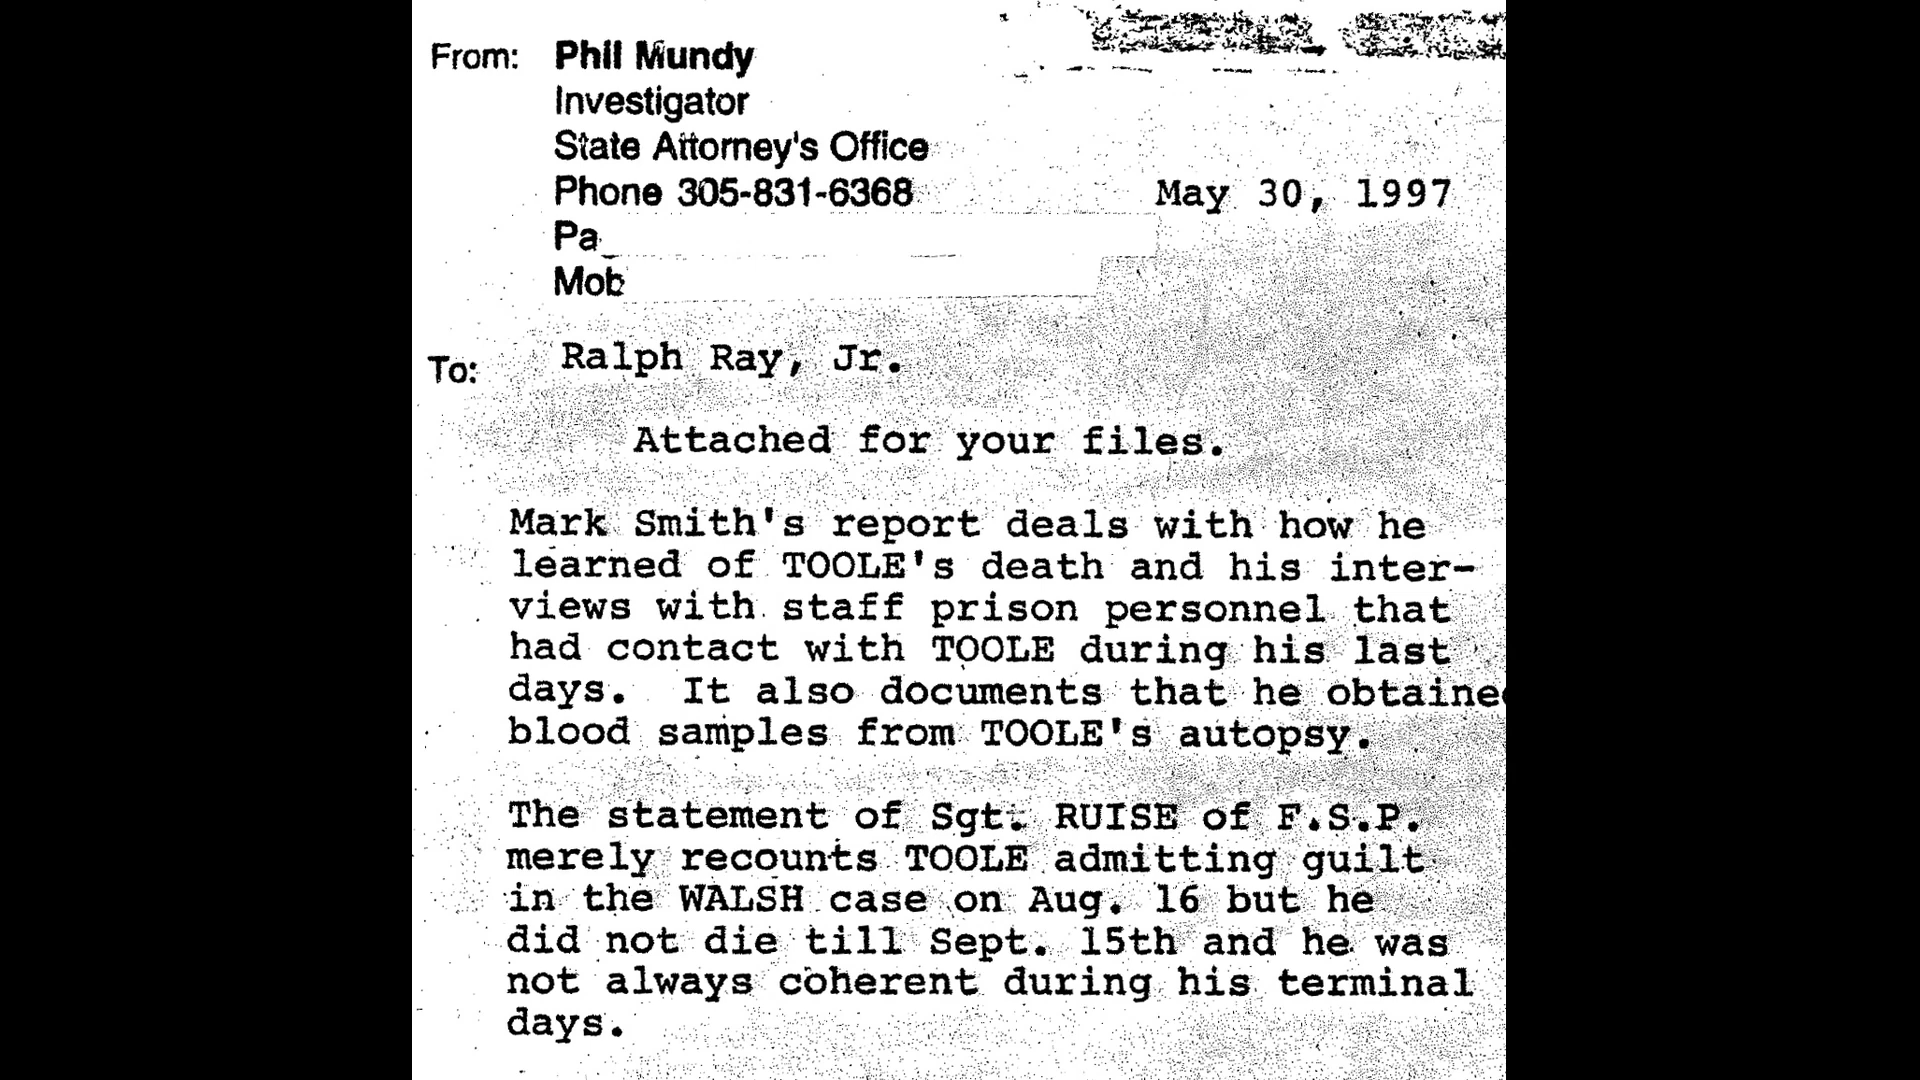 From: Phil Mundy
Investigator
State Attorney's Office
Phone 305-831-6368
May 30, 1997
Pa
Mob
To: Ralph Ray, Jr.
Attached for your files.
Mark Smith's report deals with how he
learned of TOOLE's death and his inter-
views with staff prison personnel that
had contact with TOOLE during his last
days. It also documents that he obtained
blood samples from TOOLE's autopsy.
The statement of Sgt. RUISE of F.S.P.
merely recounts TOOLE admitting guilt
in the WALSH case on Aug. 16 but he
did not die till Sept. 15th and he was
not always coherent during his terminal
days.